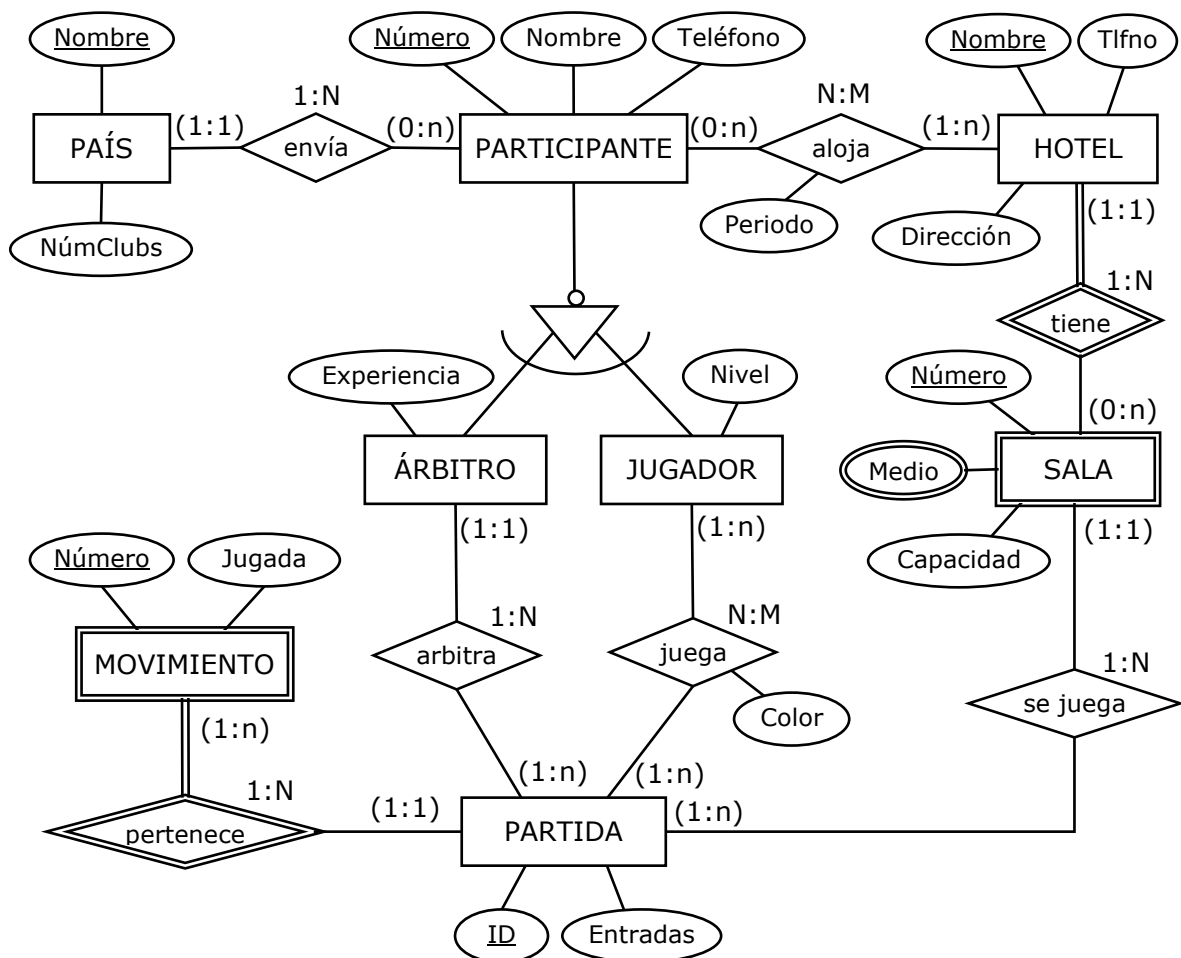 Nombre
Número
Nombre
Teléfono
Nombre
Tlfno
1:N
N:M
(1:1)
(0:n)
(0:n)
(1:n)
PAÍS
envía
PARTICIPANTE
aloja
HOTEL
Periodo
(1:1)
NúmClubs
Dirección
1:N
tiene
Experiencia
Nivel
Número
(0:n)
ÁRBITRO
JUGADOR
Medio
SALA
(1:1)
(1:n)
(1:1)
Número
Jugada
Capacidad
1:N
N:M
MOVIMIENTO
arbitra
juega
1:N
se juega
Color
(1:n)
(1:n)
(1:n)
1:N
(1:1)
(1:n)
pertenece
PARTIDA
ID
Entradas